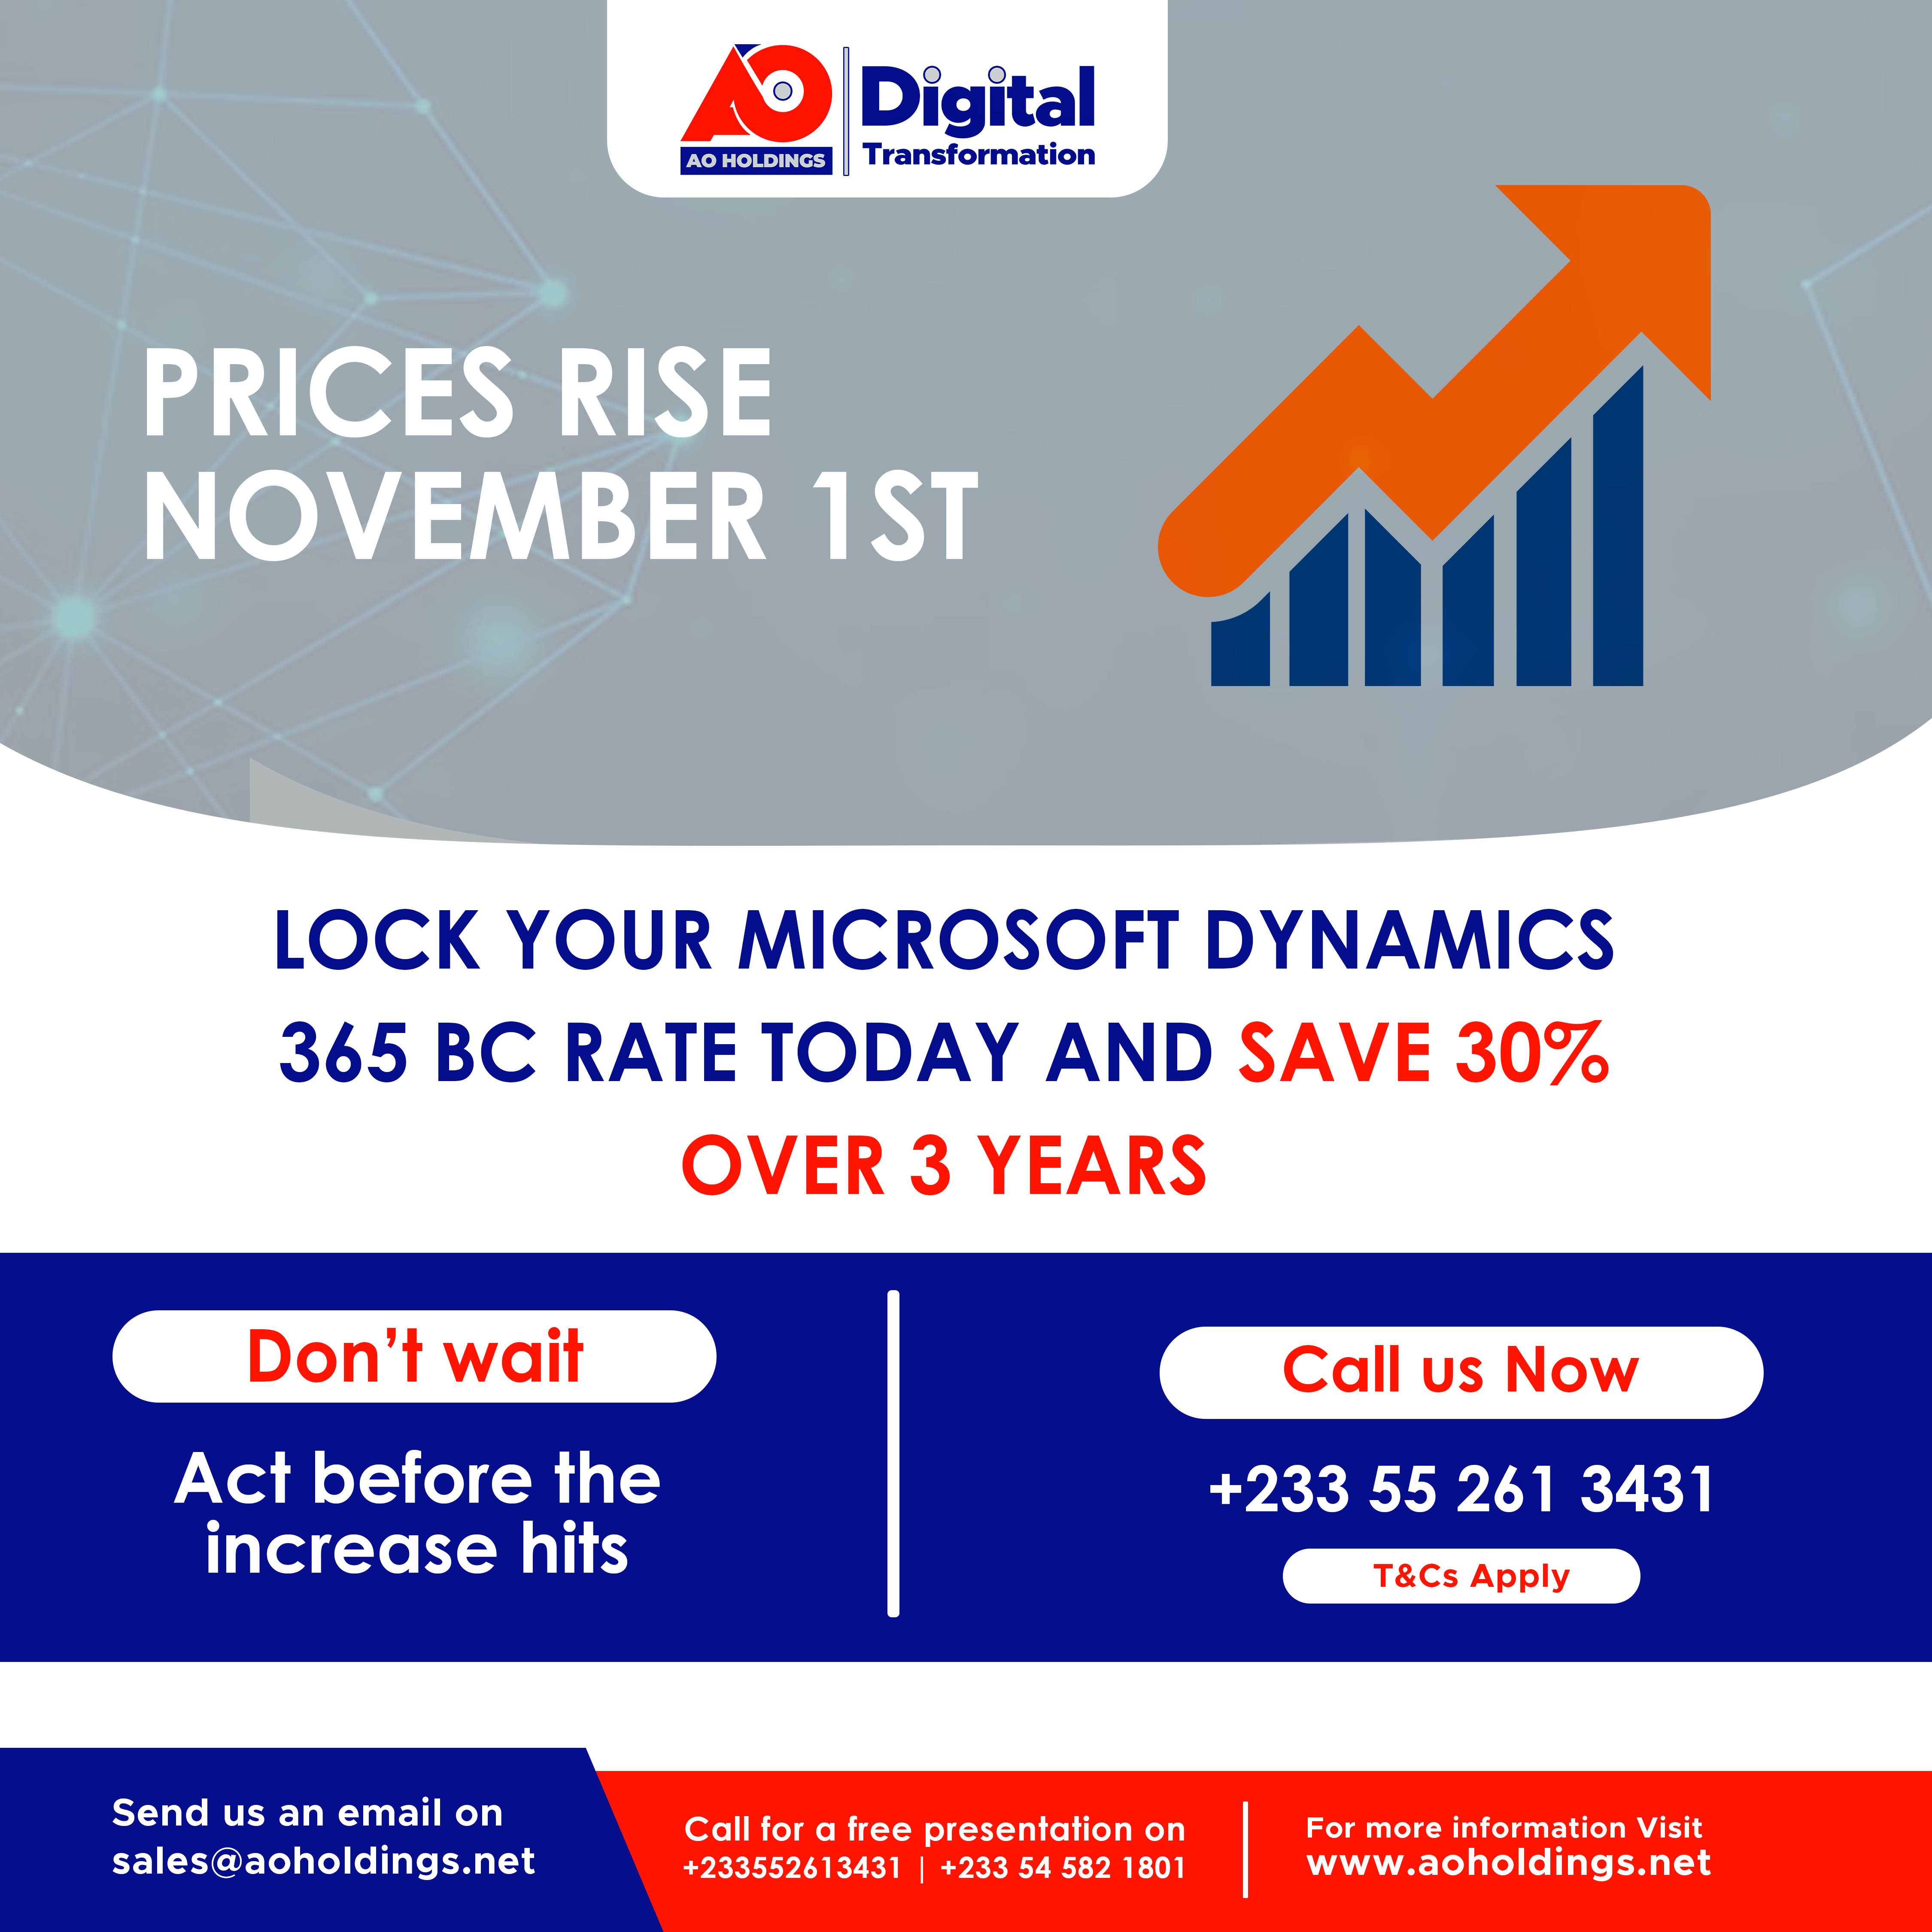 AO HOLDINGS
Digital
Transformation
PRICES RISE
NOVEMBER 1ST
LOCK YOUR MICROSOFT DYNAMICS
365 BC RATE TODAY AND SAVE 30%
OVER 3 YEARS
Don't wait
Act before the
increase hits
Call us Now
+233 55 261 3431
T&Cs Apply
Send us an email on
sales@aoholdings.net
Call for a free presentation on
+233552613431 | +233 54 582 1801
For more information Visit
www.aoholdings.net